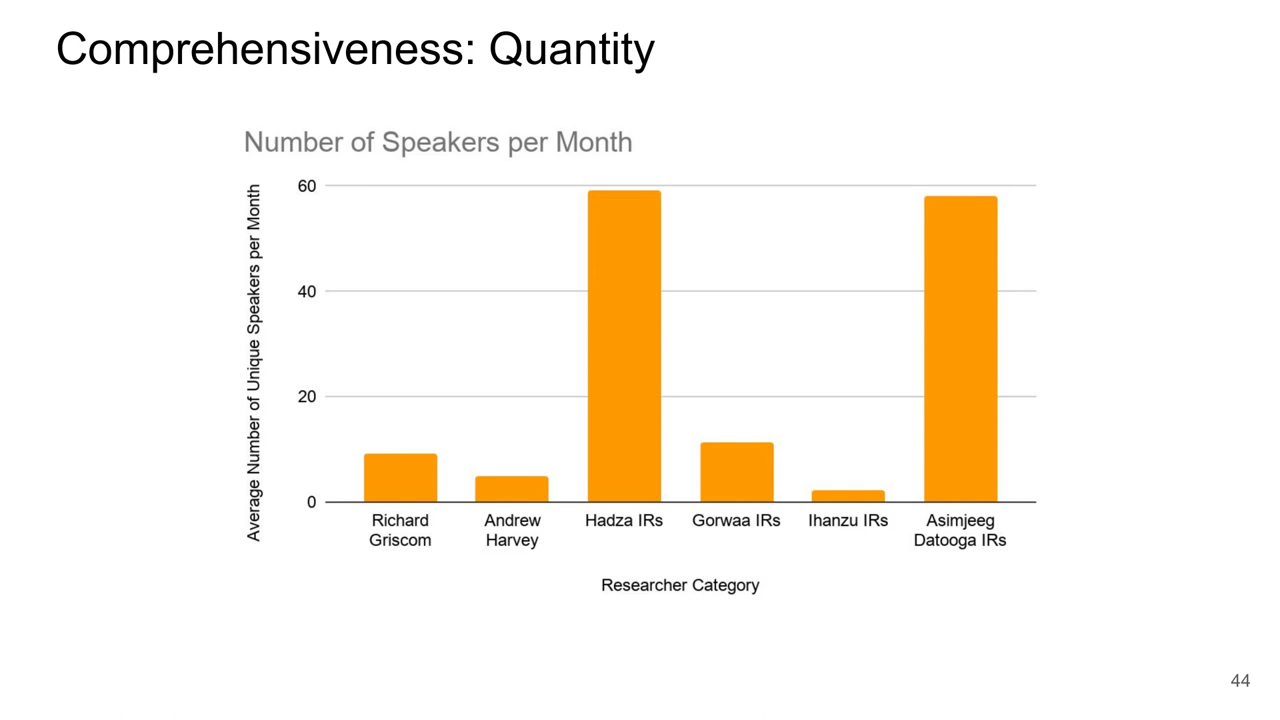 Comprehensiveness: Quantity
Number of Speakers per Month
Average Number of Unique Speakers per Month
60
40
20
0
Richard
Griscom
Andrew
Harvey
Hadza IRs
Gorwaa IRs
Ihanzu IRs
Asimjeeg
Datooga IRs
Researcher Category
44